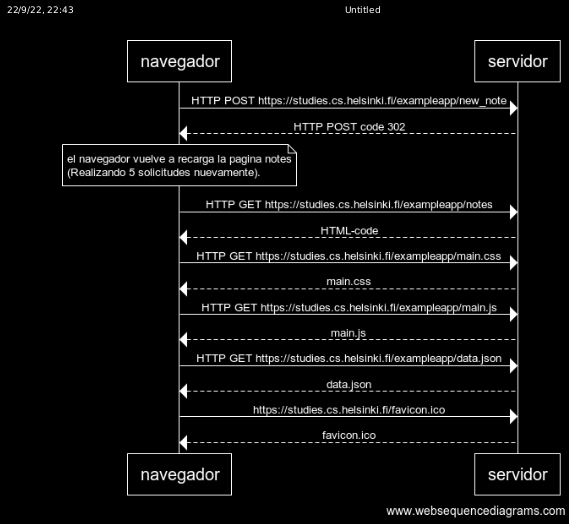 22/9/22, 22:43
Untitled
navegador
servidor
HTTP POST https://studies.cs.helsinki.fi/exampleapp/new_note
HTTP POST code 302
el navegador vuelve a recarga la pagina notes
(Realizando 5 solicitudes nuevamente).
HTTP GET https://studies.cs.helsinki.fi/exampleapp/notes
HTML-code
HTTP GET https://studies.cs.helsinki.fi/exampleapp/main.css
main.css
HTTP GET https://studies.cs.helsinki.fi/exampleapp/main.js
main.js
HTTP GET https://studies.cs.helsinki.fi/exampleapp/data.json
data.json
https://studies.cs.helsinki.fi/favicon.ico
favicon.ico
navegador
servidor
www.websequencediagrams.com